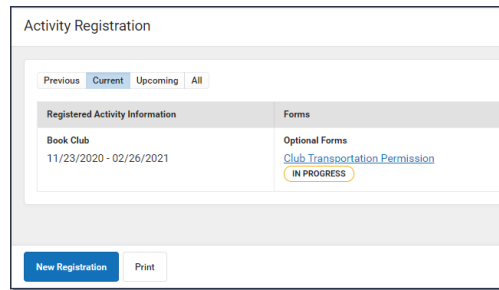 Activity Registration
Previous Current Upcoming All
Registered Activity Information Forms
Book Club Optional Forms
11/23/2020 - 02/26/2021 Club Transportation Permission
IN PROGRESS
New Registration Print